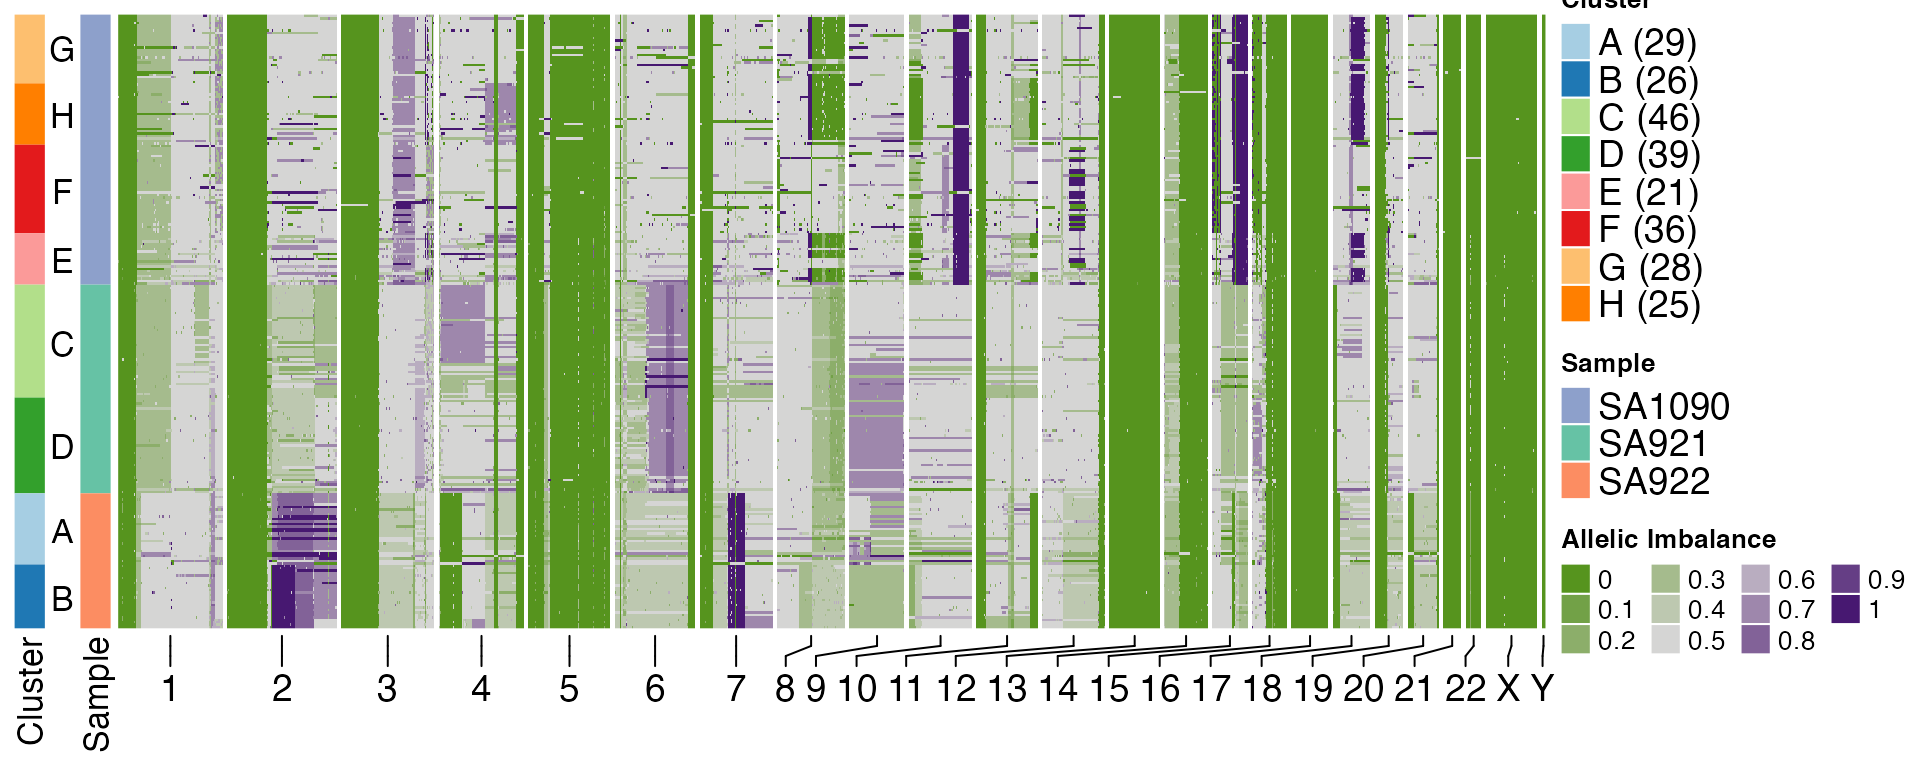 Cluster
A (29)
B (26)
C (46)
D (39)
E (21)
F (36)
G (28)
H (25)
Sample
SA1090
SA921
SA922
Allelic Imbalance
0 0.3 0.6 0.9
0.1 0.4 0.7 1
0.2 0.5 0.8
G
H
F
E
C
D
A
B
Cluster
Sample
1 2 3 4 5 6 7 8 9 10 11 12 13 14 15 16 17 18 19 20 21 22 X Y